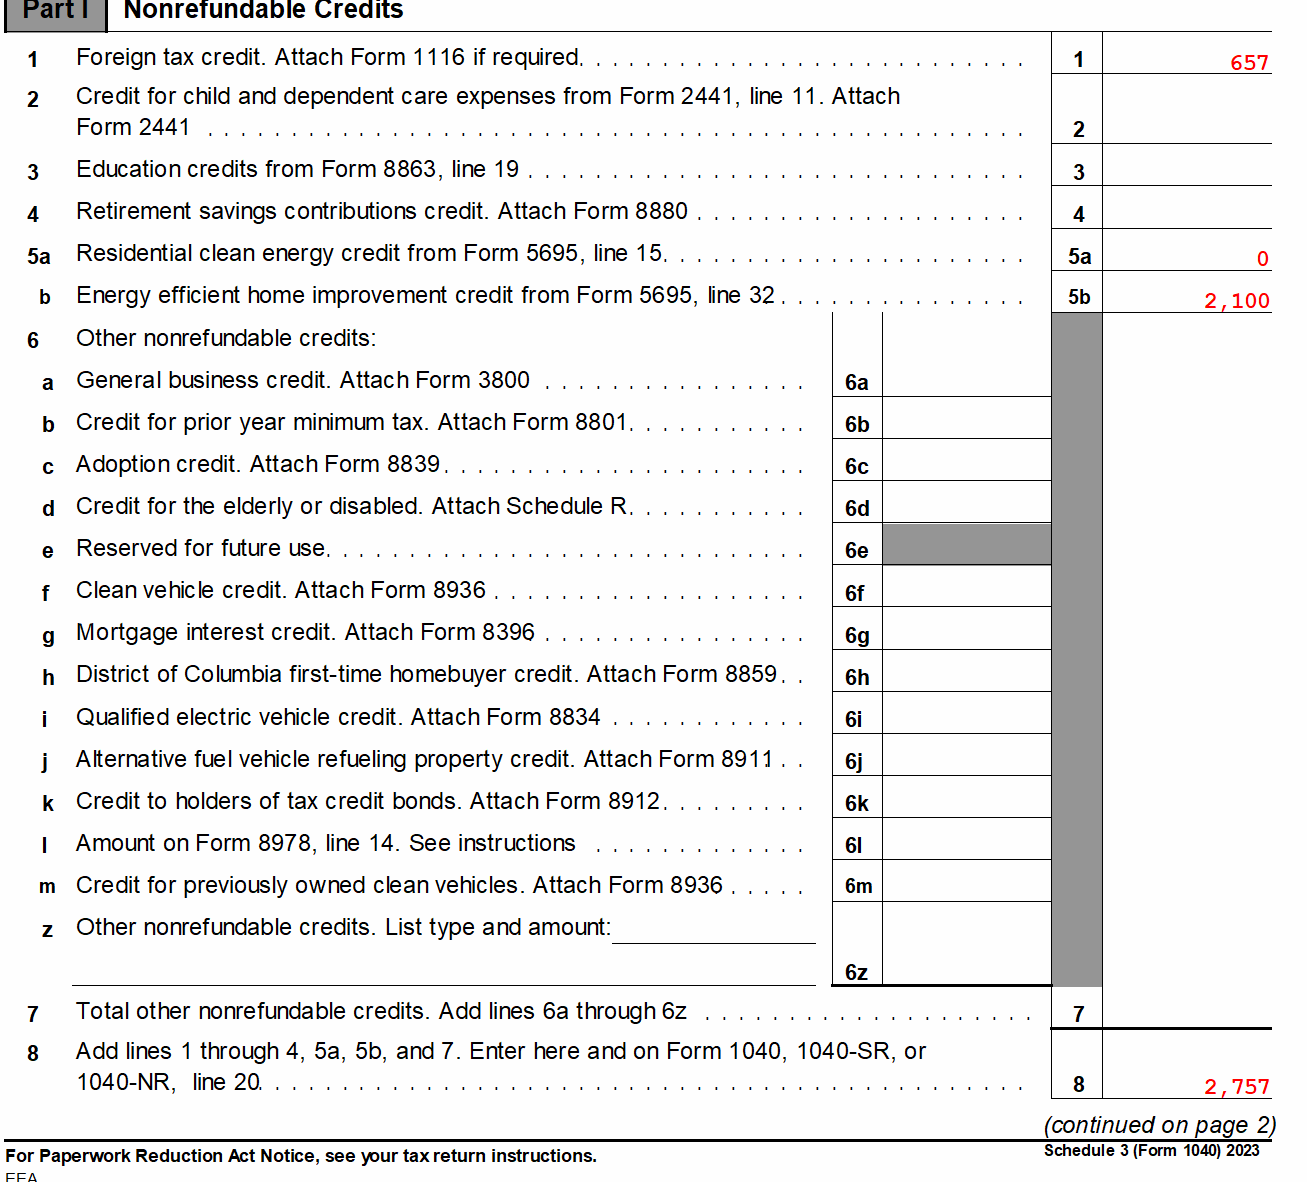 Part I Nonrefundable Credits
1 Foreign tax credit. Attach Form 1116 if required. . . . . . . . . . . . . . . . . . . . . . . . . . . 1 657
2 Credit for child and dependent care expenses from Form 2441, line 11. Attach
Form 2441 . . . . . . . . . . . . . . . . . . . . . . . . . . . . . . . . . . . . . . . . . . . . . . . . . . 2
3 Education credits from Form 8863, line 19 . . . . . . . . . . . . . . . . . . . . . . . . . . . . . . 3
4 Retirement savings contributions credit. Attach Form 8880 . . . . . . . . . . . . . . . . . . . . 4
5a Residential clean energy credit from Form 5695, line 15. . . . . . . . . . . . . . . . . . . . . . 5a 0
b Energy efficient home improvement credit from Form 5695, line 32 . . . . . . . . . . . . . . . 5b 2,100
6 Other nonrefundable credits:
a General business credit. Attach Form 3800 . . . . . . . . . . . . . . . . 6a
b Credit for prior year minimum tax. Attach Form 8801. . . . . . . . . . . 6b
c Adoption credit. Attach Form 8839. . . . . . . . . . . . . . . . . . . . . . 6c
d Credit for the elderly or disabled. Attach Schedule R. . . . . . . . . . . 6d
e Reserved for future use. . . . . . . . . . . . . . . . . . . . . . . . . . . . . 6e
f Clean vehicle credit. Attach Form 8936 . . . . . . . . . . . . . . . . . . . 6f
g Mortgage interest credit. Attach Form 8396 . . . . . . . . . . . . . . . . 6g
h District of Columbia first-time homebuyer credit. Attach Form 8859. . 6h
i Qualified electric vehicle credit. Attach Form 8834 . . . . . . . . . . . . 6i
j Alternative fuel vehicle refueling property credit. Attach Form 8911 . . 6j
k Credit to holders of tax credit bonds. Attach Form 8912. . . . . . . . . 6k
l Amount on Form 8978, line 14. See instructions . . . . . . . . . . . . . 6l
m Credit for previously owned clean vehicles. Attach Form 8936 . . . . . 6m
z Other nonrefundable credits. List type and amount:
6z
7 Total other nonrefundable credits. Add lines 6a through 6z . . . . . . . . . . . . . . . . . . . . 7
8 Add lines 1 through 4, 5a, 5b, and 7. Enter here and on Form 1040, 1040-SR, or
1040-NR, line 20. . . . . . . . . . . . . . . . . . . . . . . . . . . . . . . . . . . . . . . . . . . . . . . 8 2,757
(continued on page 2)
For Paperwork Reduction Act Notice, see your tax return instructions. Schedule 3 (Form 1040) 2023
EEA